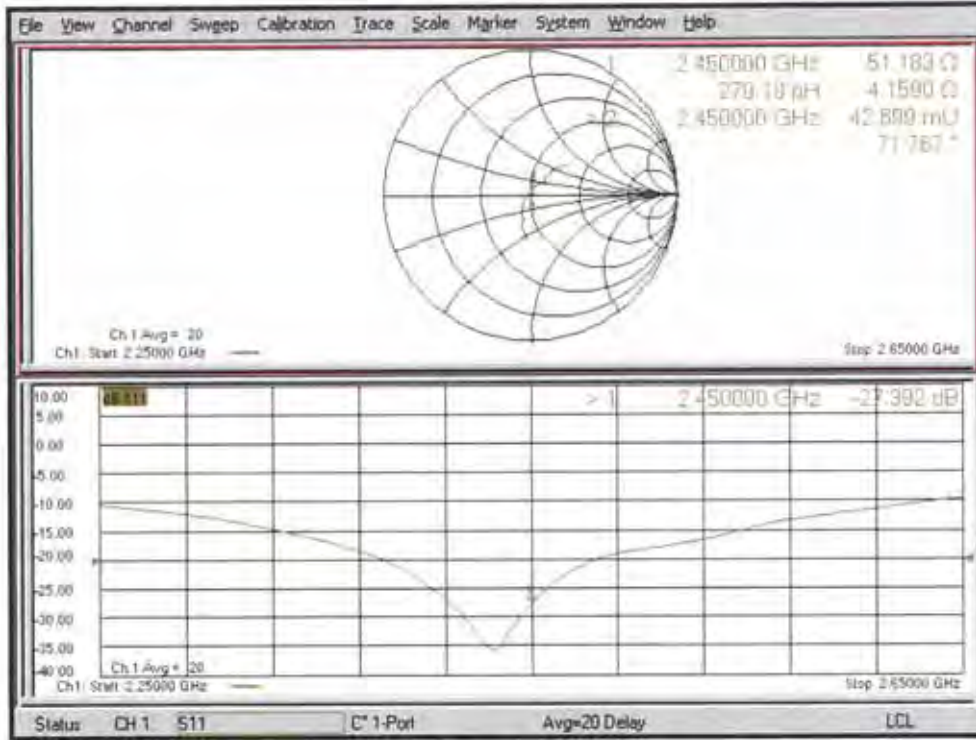 File View Channel Sweep Calibration Trace Scale Marker System Window Help
1 2.450000 GHz 51.183 Ω
270.18 pH 4.1590 Ω
2.450000 GHz 42.699 mU
71.767 °
Ch 1 Avg = 20
Ch1: Start 2.25000 GHz
Stop 2.65000 GHz
10.00
5.00
0.00
-5.00
-10.00
-15.00
-20.00
-25.00
-30.00
-35.00
-40.00
dB S11
> 1 2.450000 GHz -27.392 dB
Ch 1 Avg = 20
Ch1: Start 2.25000 GHz
Stop 2.65000 GHz
Status CH 1: S11 C* 1-Port Avg=20 Delay LCL